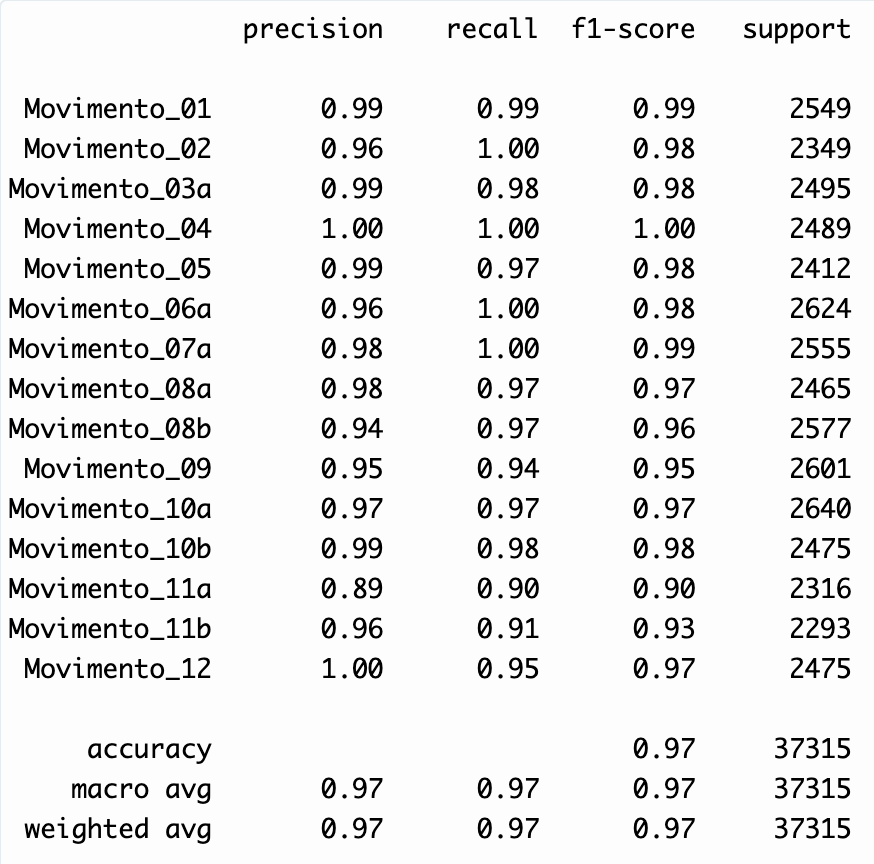 precision recall f1-score support
Movimento_01 0.99 0.99 0.99 2549
Movimento_02 0.96 1.00 0.98 2349
Movimento_03a 0.99 0.98 0.98 2495
Movimento_04 1.00 1.00 1.00 2489
Movimento_05 0.99 0.97 0.98 2412
Movimento_06a 0.96 1.00 0.98 2624
Movimento_07a 0.98 1.00 0.99 2555
Movimento_08a 0.98 0.97 0.97 2465
Movimento_08b 0.94 0.97 0.96 2577
Movimento_09 0.95 0.94 0.95 2601
Movimento_10a 0.97 0.97 0.97 2640
Movimento_10b 0.99 0.98 0.98 2475
Movimento_11a 0.89 0.90 0.90 2316
Movimento_11b 0.96 0.91 0.93 2293
Movimento_12 1.00 0.95 0.97 2475
accuracy 0.97 37315
macro avg 0.97 0.97 0.97 37315
weighted avg 0.97 0.97 0.97 37315